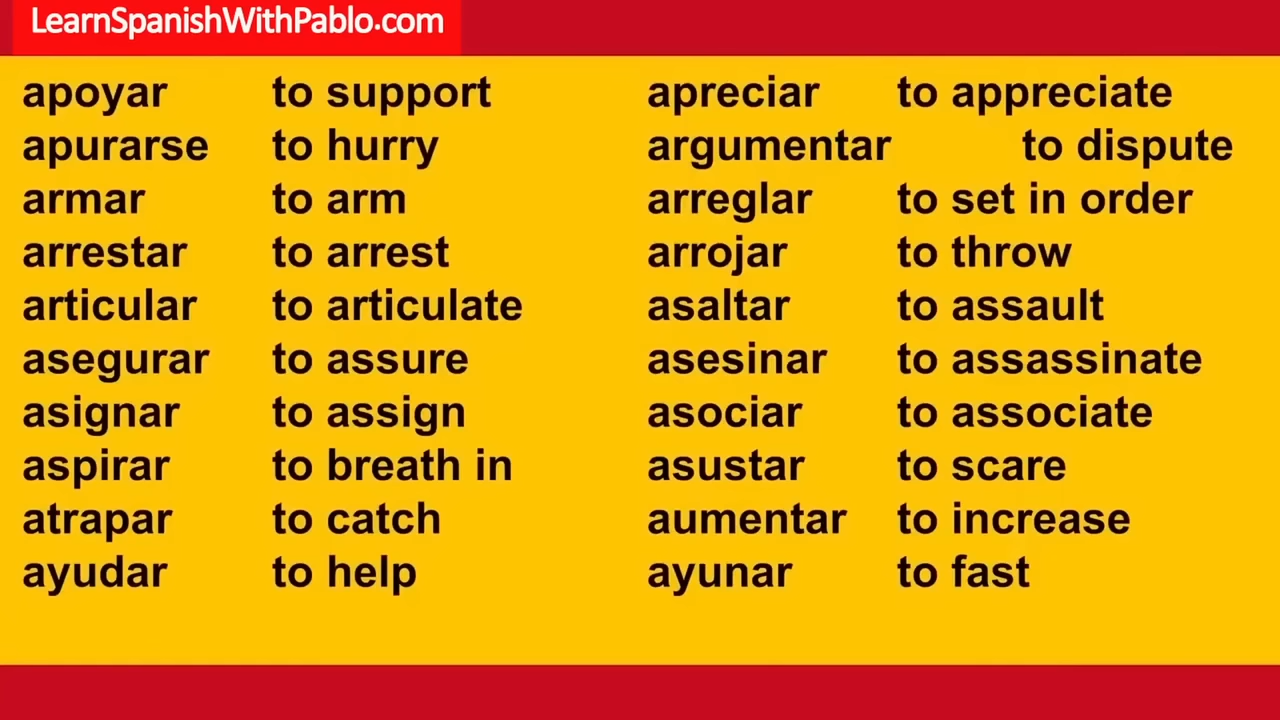 LearnSpanishWithPablo.com
apoyar to support apreciar to appreciate
apurarse to hurry argumentar to dispute
armar to arm arreglar to set in order
arrestar to arrest arrojar to throw
articular to articulate asaltar to assault
asegurar to assure asesinar to assassinate
asignar to assign asociar to associate
aspirar to breath in asustar to scare
atrapar to catch aumentar to increase
ayudar to help ayunar to fast